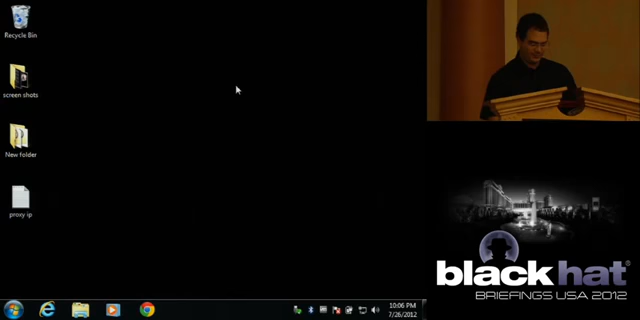 Recycle Bin
screen shots
New folder
proxy ip
10:06 PM
7/26/2012
black hat®
BRIEFINGS USA 2012